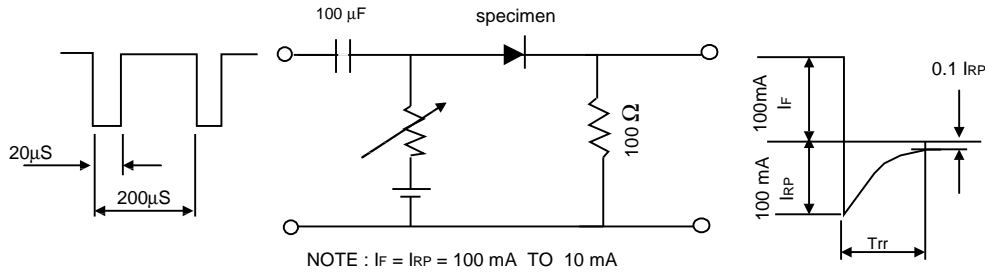 100 μF
specimen
20μS
200μS
100 Ω
100mA
IF
100 mA
IRP
0.1 IRP
Trr
NOTE : IF = IRP = 100 mA TO 10 mA